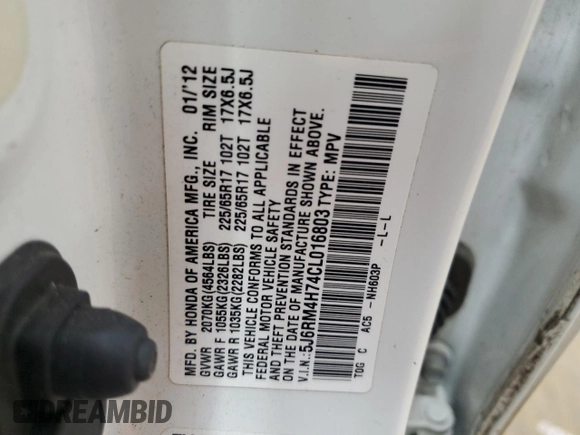 MFD. BY HONDA OF AMERICA MFG., INC. 01/'12
GVWR 2070KG(4564LBS) TIRE SIZE RIM SIZE
GAWR F 1055KG(2326LBS) 225/65R17 102T 17X6.5J
GAWR R 1035KG(2282LBS) 225/65R17 102T 17X6.5J
THIS VEHICLE CONFORMS TO ALL APPLICABLE
FEDERAL MOTOR VEHICLE SAFETY
AND THEFT PREVENTION STANDARDS IN EFFECT
ON THE DATE OF MANUFACTURE SHOWN ABOVE.
V.I.N.:5J6RM4H74CL016803 TYPE: MPV
TOG C AC5 -NH603P -L-L
DREAMBID